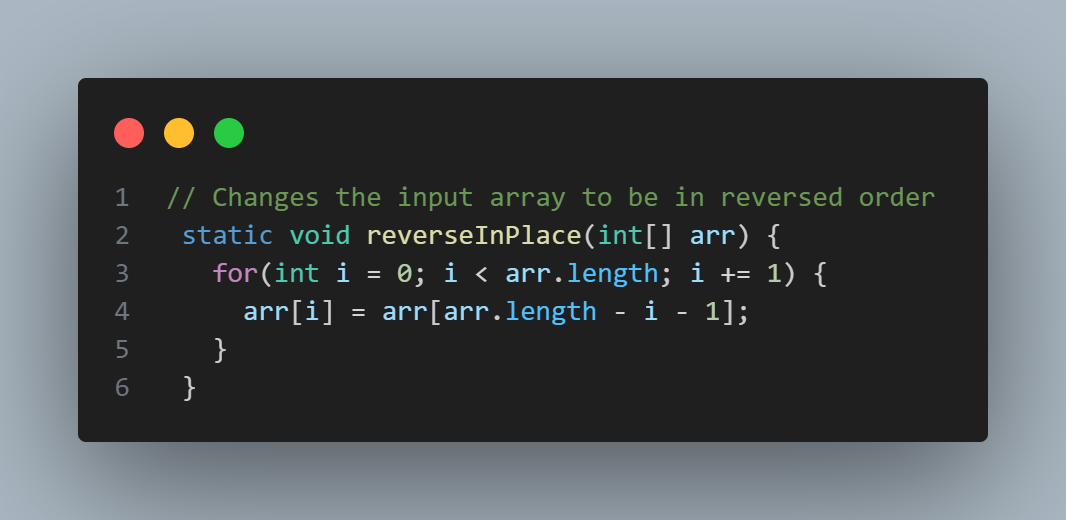 1 // Changes the input array to be in reversed order
2  static void reverseInPlace(int[] arr) {
3    for(int i = 0; i < arr.length; i += 1) {
4      arr[i] = arr[arr.length - i - 1];
5    }
6  }